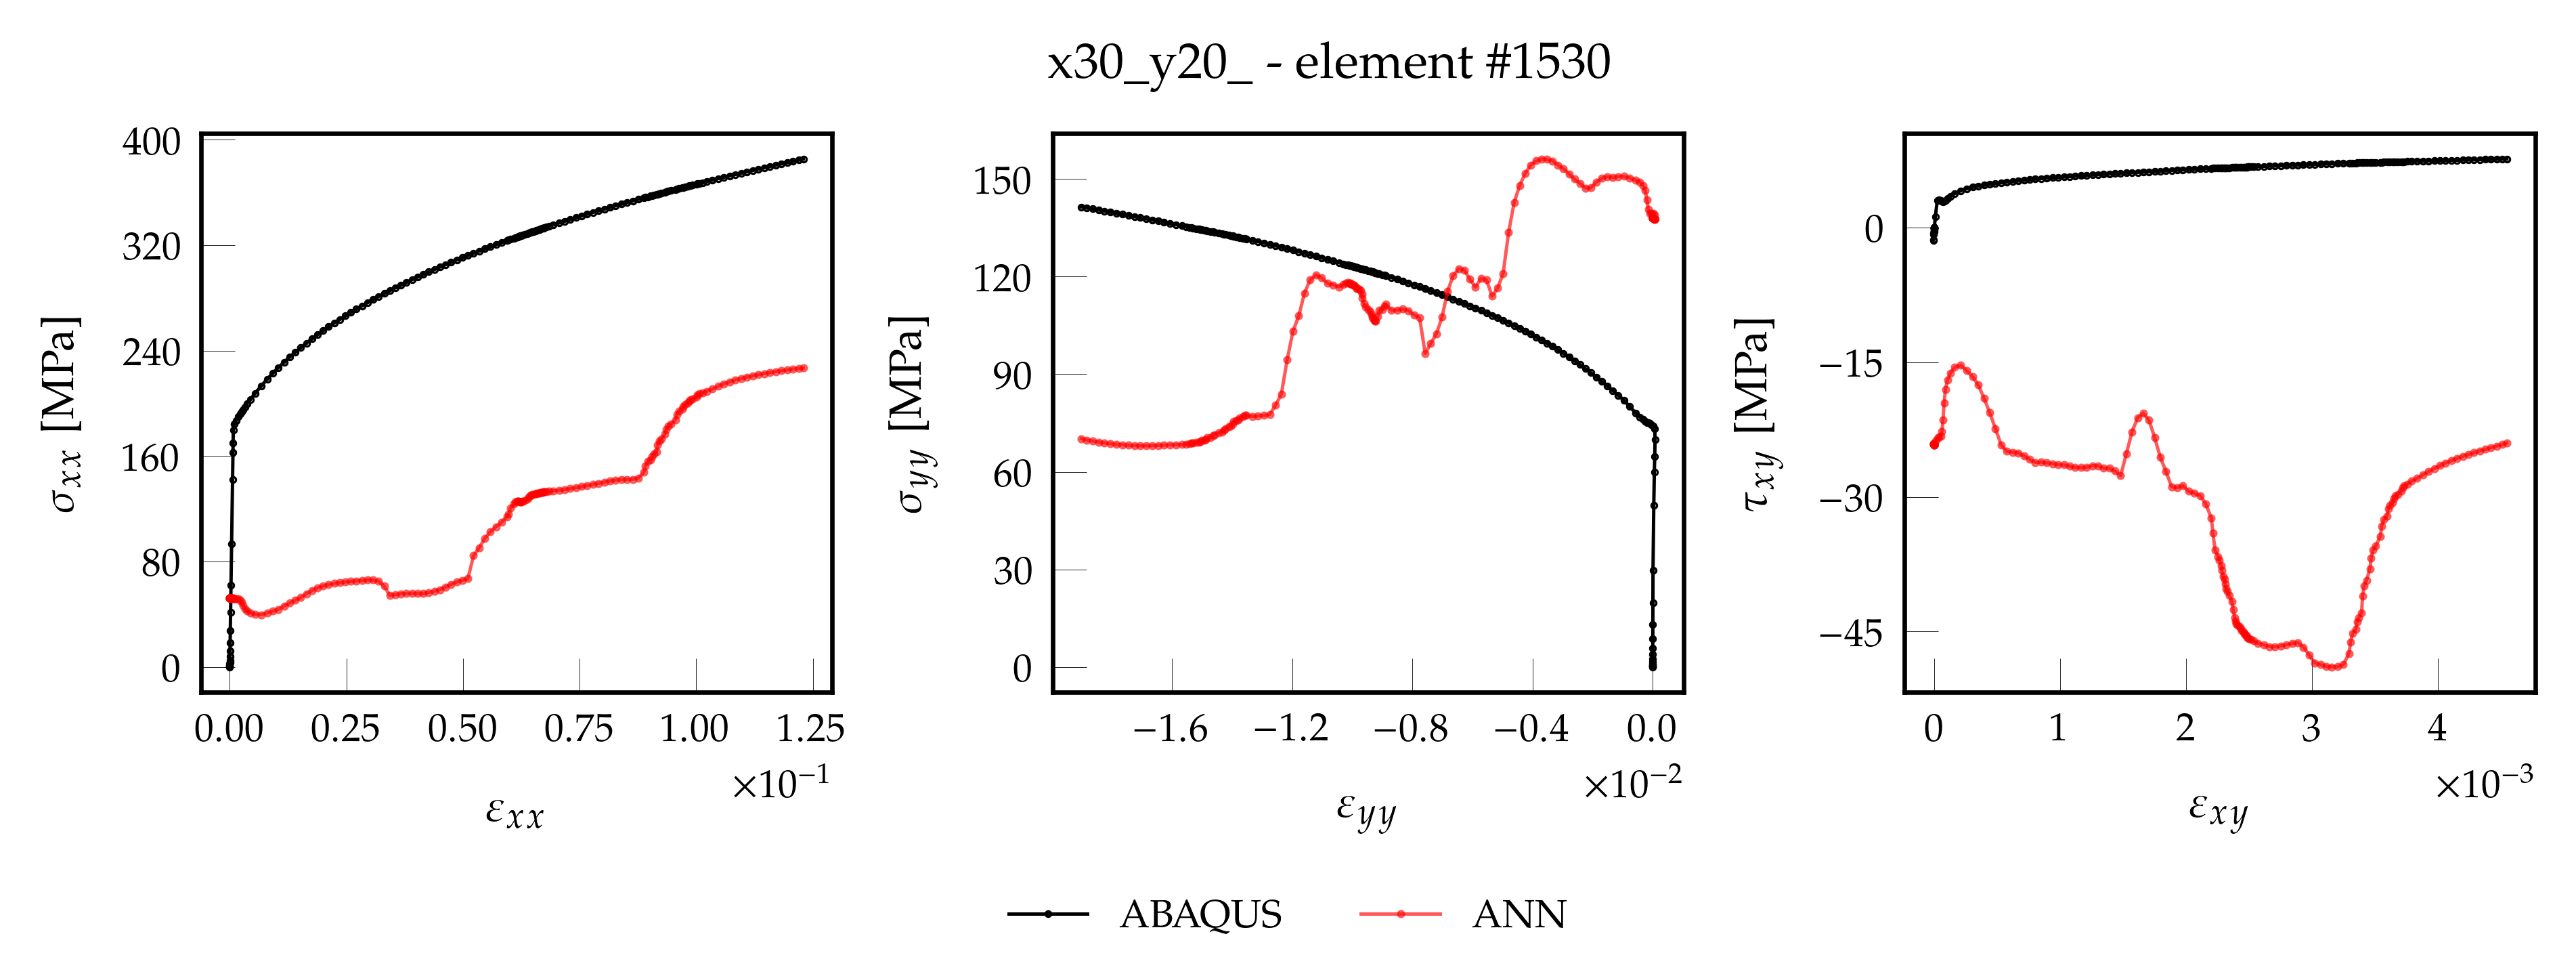 x30_y20_ - element #1530
400
320
240
160
80
0
σxx [MPa]
0.00 0.25 0.50 0.75 1.00 1.25
×10−1
εxx
150
120
90
60
30
0
σyy [MPa]
−1.6 −1.2 −0.8 −0.4 0.0
×10−2
εyy
0
−15
−30
−45
τxy [MPa]
0 1 2 3 4
×10−3
εxy
ABAQUS ANN